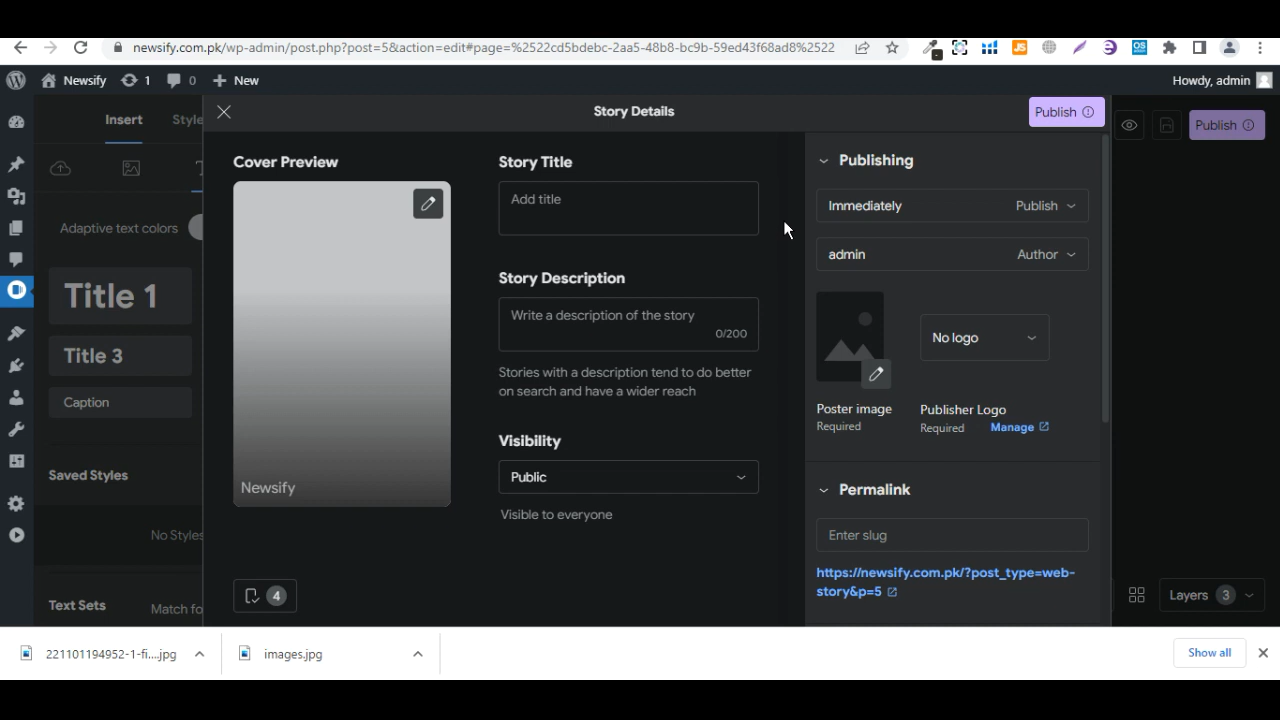 newsify.com.pk/wp-admin/post.php?post=5&action=edit#page=%2522cd5bdebc-2aa5-48b8-bc9b-59ed43f68ad8%2522
JS
OS
Newsify
1
0
New
Howdy, admin
Insert
Style
Story Details
Publish
Publish
Adaptive text colors
Title 1
Title 3
Caption
Saved Styles
No Styles
Text Sets
Match fo
Cover Preview
Newsify
4
Story Title
Add title
Story Description
Write a description of the story
0/200
Stories with a description tend to do better
on search and have a wider reach
Visibility
Public
Visible to everyone
Publishing
Immediately
Publish
admin
Author
No logo
Poster image
Required
Publisher Logo
Required
Manage
Permalink
Enter slug
https://newsify.com.pk/?post_type=web-
story&p=5
Layers
3
221101194952-1-fi....jpg
images.jpg
Show all